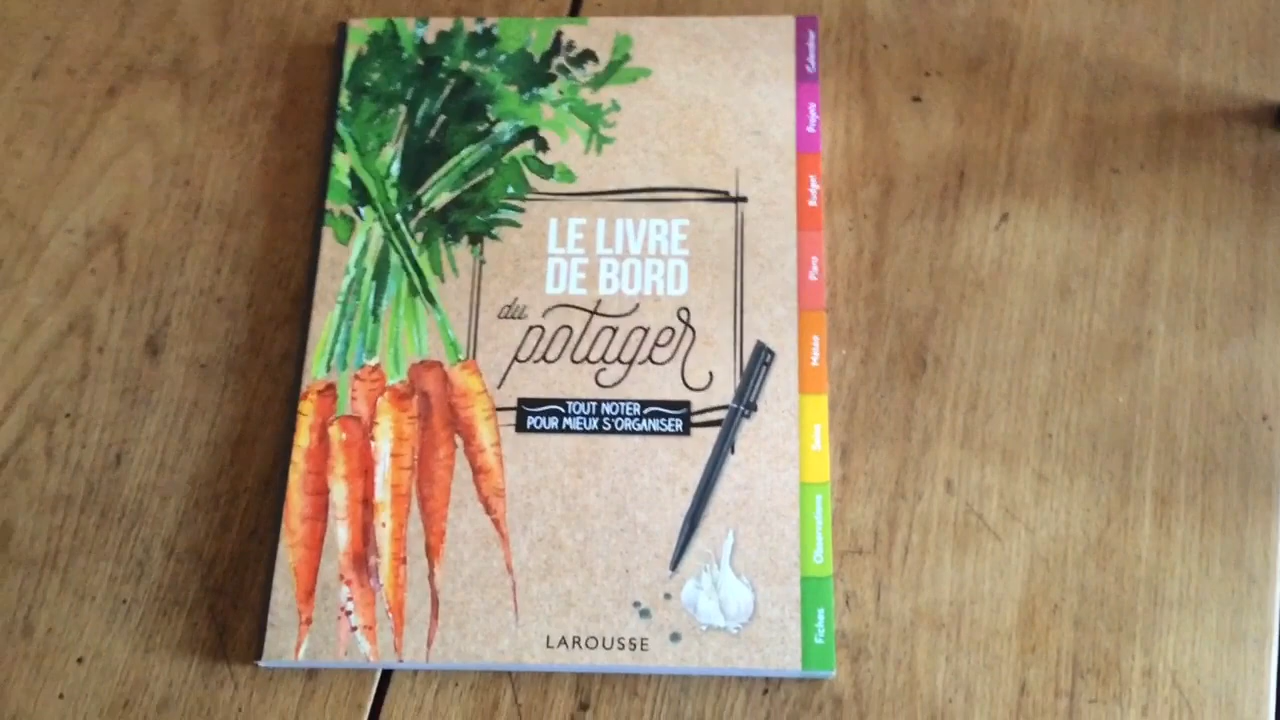 LE LIVRE
DE BORD
du
potager
TOUT NOTER
POUR MIEUX S'ORGANISER
LAROUSSE
Calendrier
Projets
Budget
Plans
Météo
Soins
Observations
Fiches